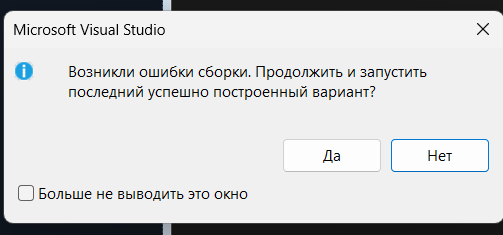 Microsoft Visual Studio
Возникли ошибки сборки. Продолжить и запустить
последний успешно построенный вариант?
Да
Нет
Больше не выводить это окно